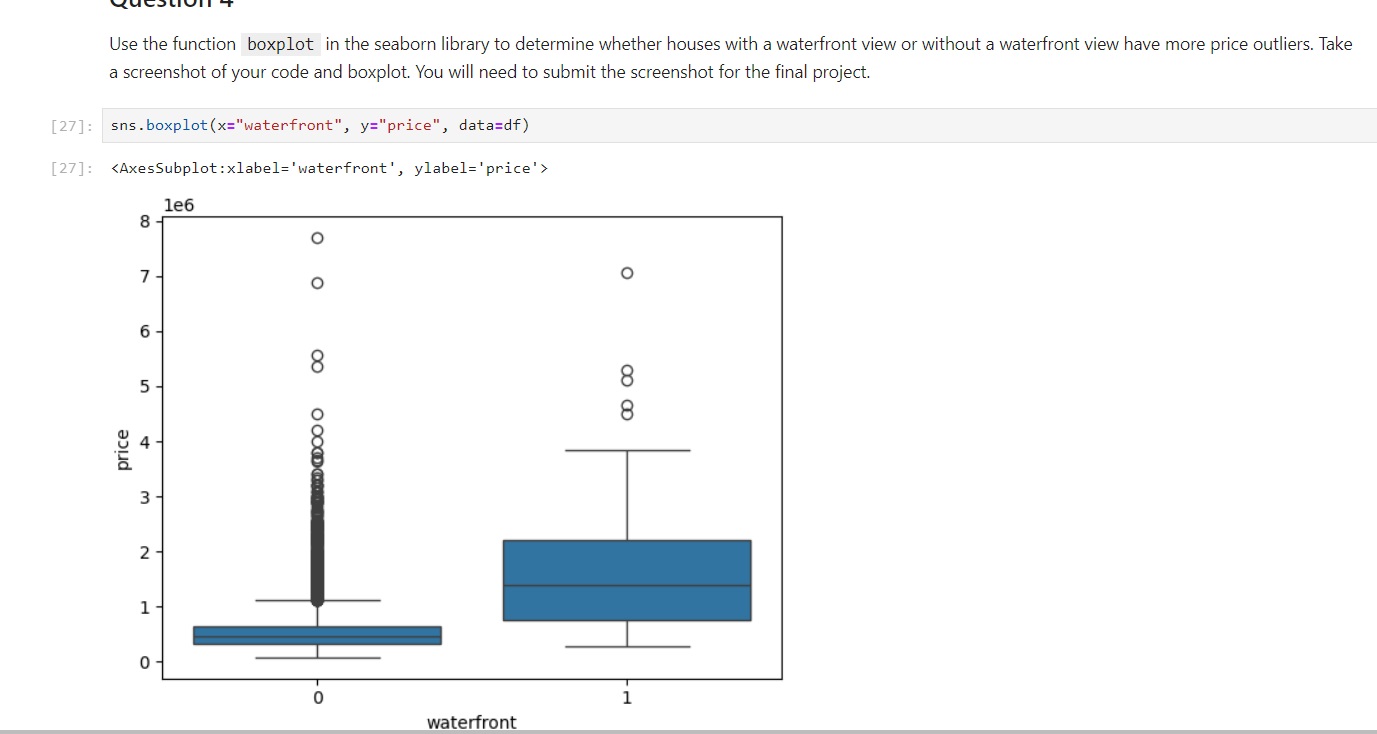 Question 4
Use the function boxplot in the seaborn library to determine whether houses with a waterfront view or without a waterfront view have more price outliers. Take
a screenshot of your code and boxplot. You will need to submit the screenshot for the final project.
[27]: sns.boxplot(x="waterfront", y="price", data=df)
[27]: <AxesSubplot:xlabel='waterfront', ylabel='price'>
1e6
8
7
6
5
4
3
2
1
0
price
0 1
waterfront